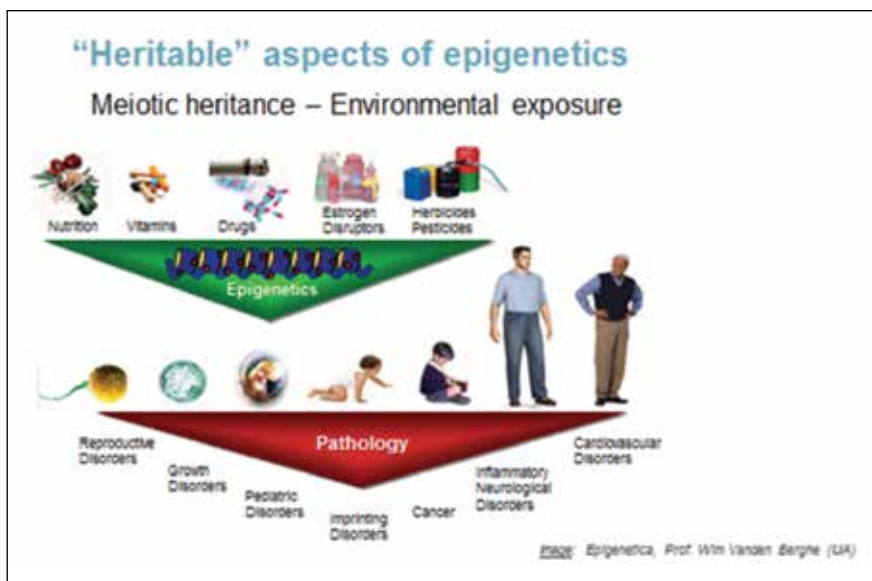 “Heritable” aspects of epigenetics
Meiotic heritance – Environmental exposure
Nutrition
Vitamins
Drugs
Estrogen
Disruptors
Herbicides
Pesticides
Epigenetics
Pathology
Reproductive
Disorders
Growth
Disorders
Pediatric
Disorders
Imprinting
Disorders
Cancer
Inflammatory
Neurological
Disorders
Cardiovascular
Disorders
Image: Epigenetica, Prof. Wim Vanden Berghe (UA)